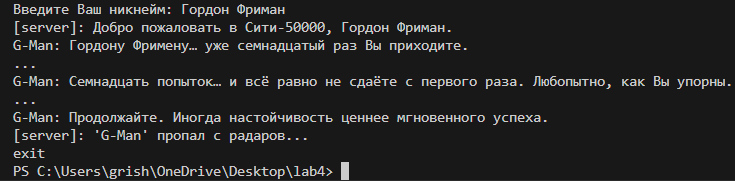 Введите Ваш никнейм: Гордон Фриман
[server]: Добро пожаловать в Сити-50000, Гордон Фриман.
G-Man: Гордону Фримену… уже семнадцатый раз Вы приходите.
...
G-Man: Семнадцать попыток… и всё равно не сдаёте с первого раза. Любопытно, как Вы упорны.
...
G-Man: Продолжайте. Иногда настойчивость ценнее мгновенного успеха.
[server]: 'G-Man' пропал с радаров...
exit
PS C:\Users\grish\OneDrive\Desktop\lab4>